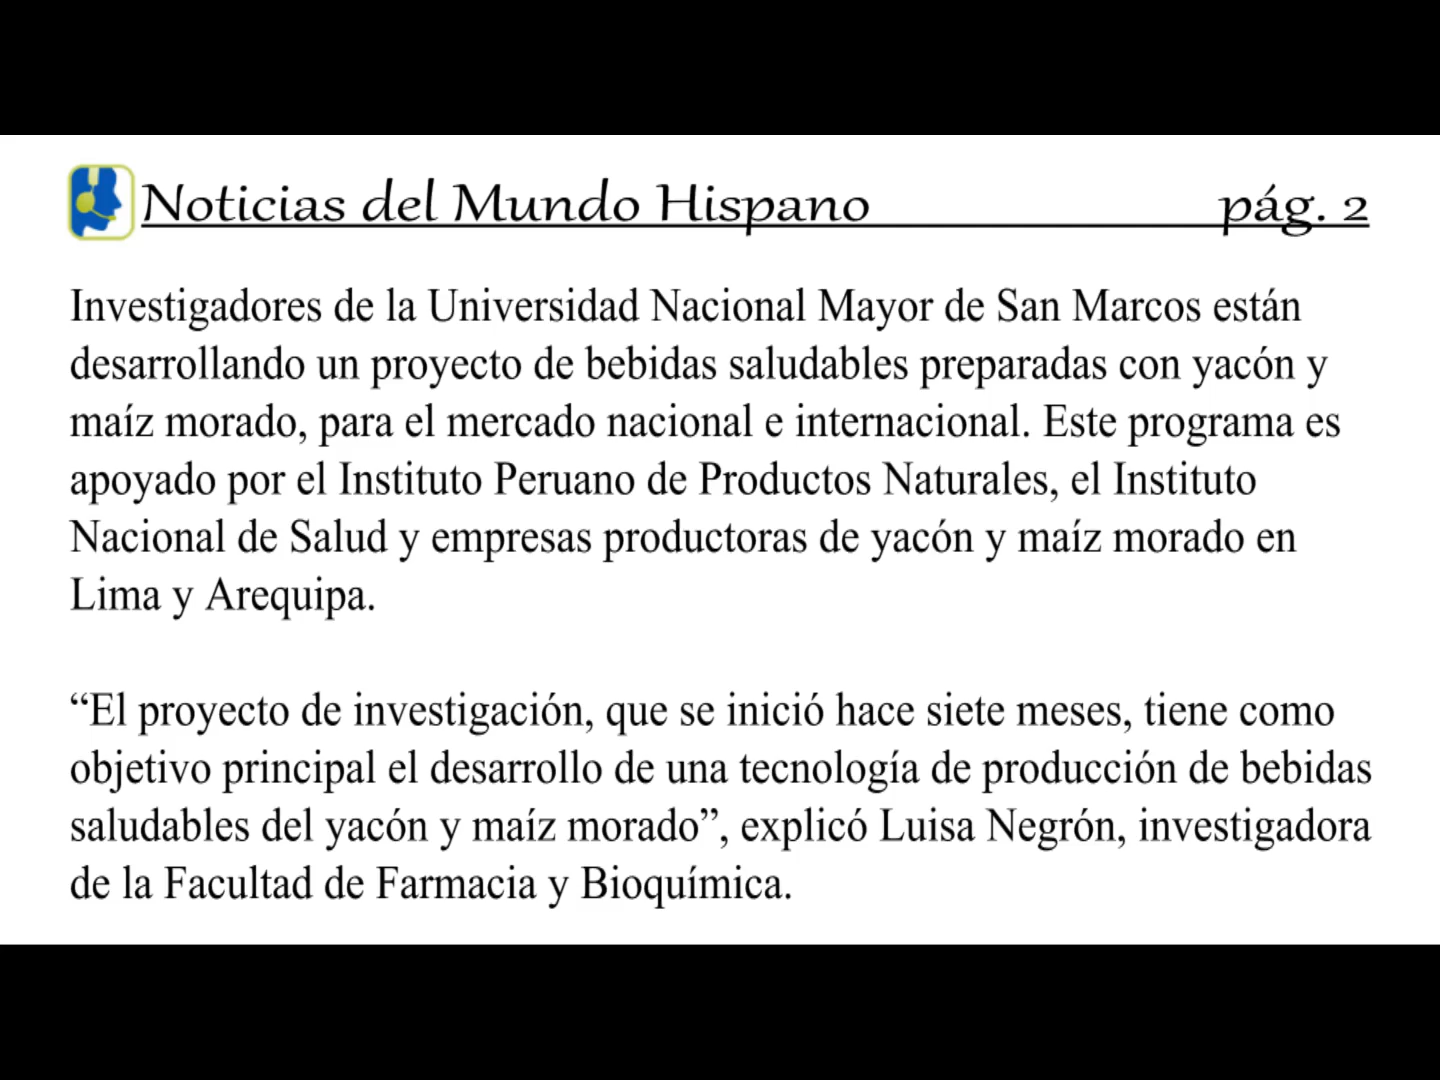 Noticias del Mundo Hispano pág. 2
Investigadores de la Universidad Nacional Mayor de San Marcos están
desarrollando un proyecto de bebidas saludables preparadas con yacón y
maíz morado, para el mercado nacional e internacional. Este programa es
apoyado por el Instituto Peruano de Productos Naturales, el Instituto
Nacional de Salud y empresas productoras de yacón y maíz morado en
Lima y Arequipa.
“El proyecto de investigación, que se inició hace siete meses, tiene como
objetivo principal el desarrollo de una tecnología de producción de bebidas
saludables del yacón y maíz morado”, explicó Luisa Negrón, investigadora
de la Facultad de Farmacia y Bioquímica.